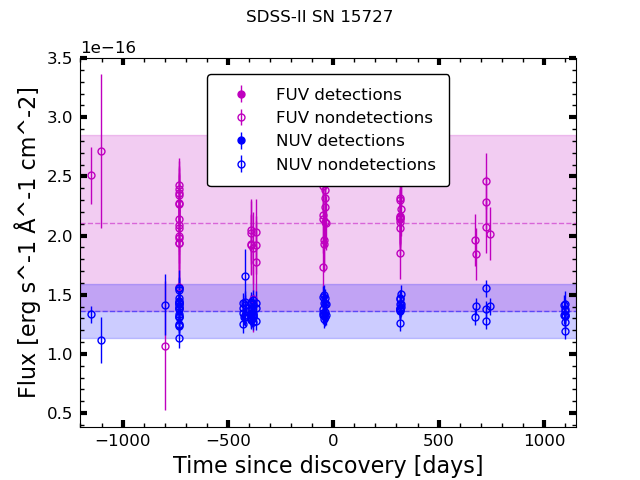 SDSS-II SN 15727
1e−16
3.5
3.0
2.5
2.0
1.5
1.0
0.5
Flux [erg s^-1 Å^-1 cm^-2]
FUV detections
FUV nondetections
NUV detections
NUV nondetections
−1000 −500 0 500 1000
Time since discovery [days]